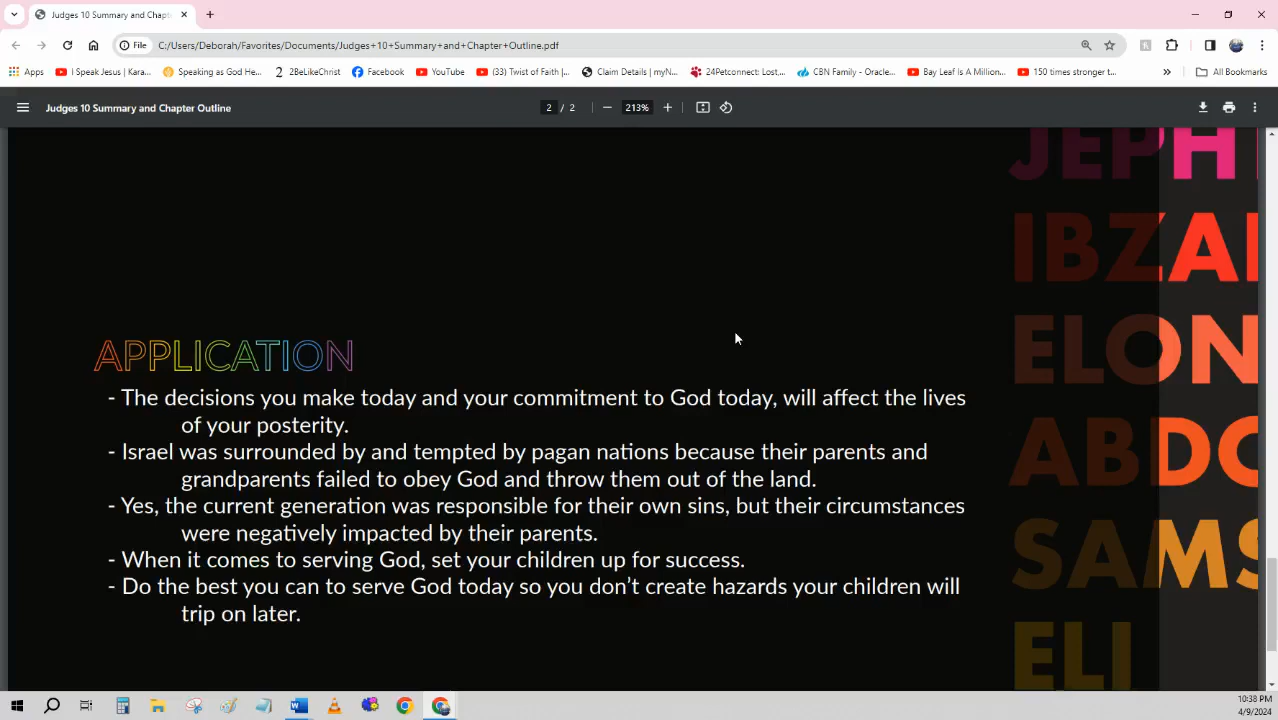 Judges 10 Summary and Chapt
File
C:/Users/Deborah/Favorites/Documents/Judges+10+Summary+and+Chapter+Outline.pdf
Apps
I Speak Jesus | Kara...
Speaking as God He...
2 2BeLikeChrist
Facebook
YouTube
(33) Twist of Faith |...
Claim Details | myN...
24Petconnect: Lost,...
CBN Family - Oracle...
Bay Leaf Is A Million...
150 times stronger t...
»
All Bookmarks
Judges 10 Summary and Chapter Outline
2 / 2
213%
JEPH
IBZAN
ELON
ABDO
SAMS
ELI
APPLICATION
- The decisions you make today and your commitment to God today, will affect the lives
of your posterity.
- Israel was surrounded by and tempted by pagan nations because their parents and
grandparents failed to obey God and throw them out of the land.
- Yes, the current generation was responsible for their own sins, but their circumstances
were negatively impacted by their parents.
- When it comes to serving God, set your children up for success.
- Do the best you can to serve God today so you don't create hazards your children will
trip on later.
10:38 PM
4/9/2024